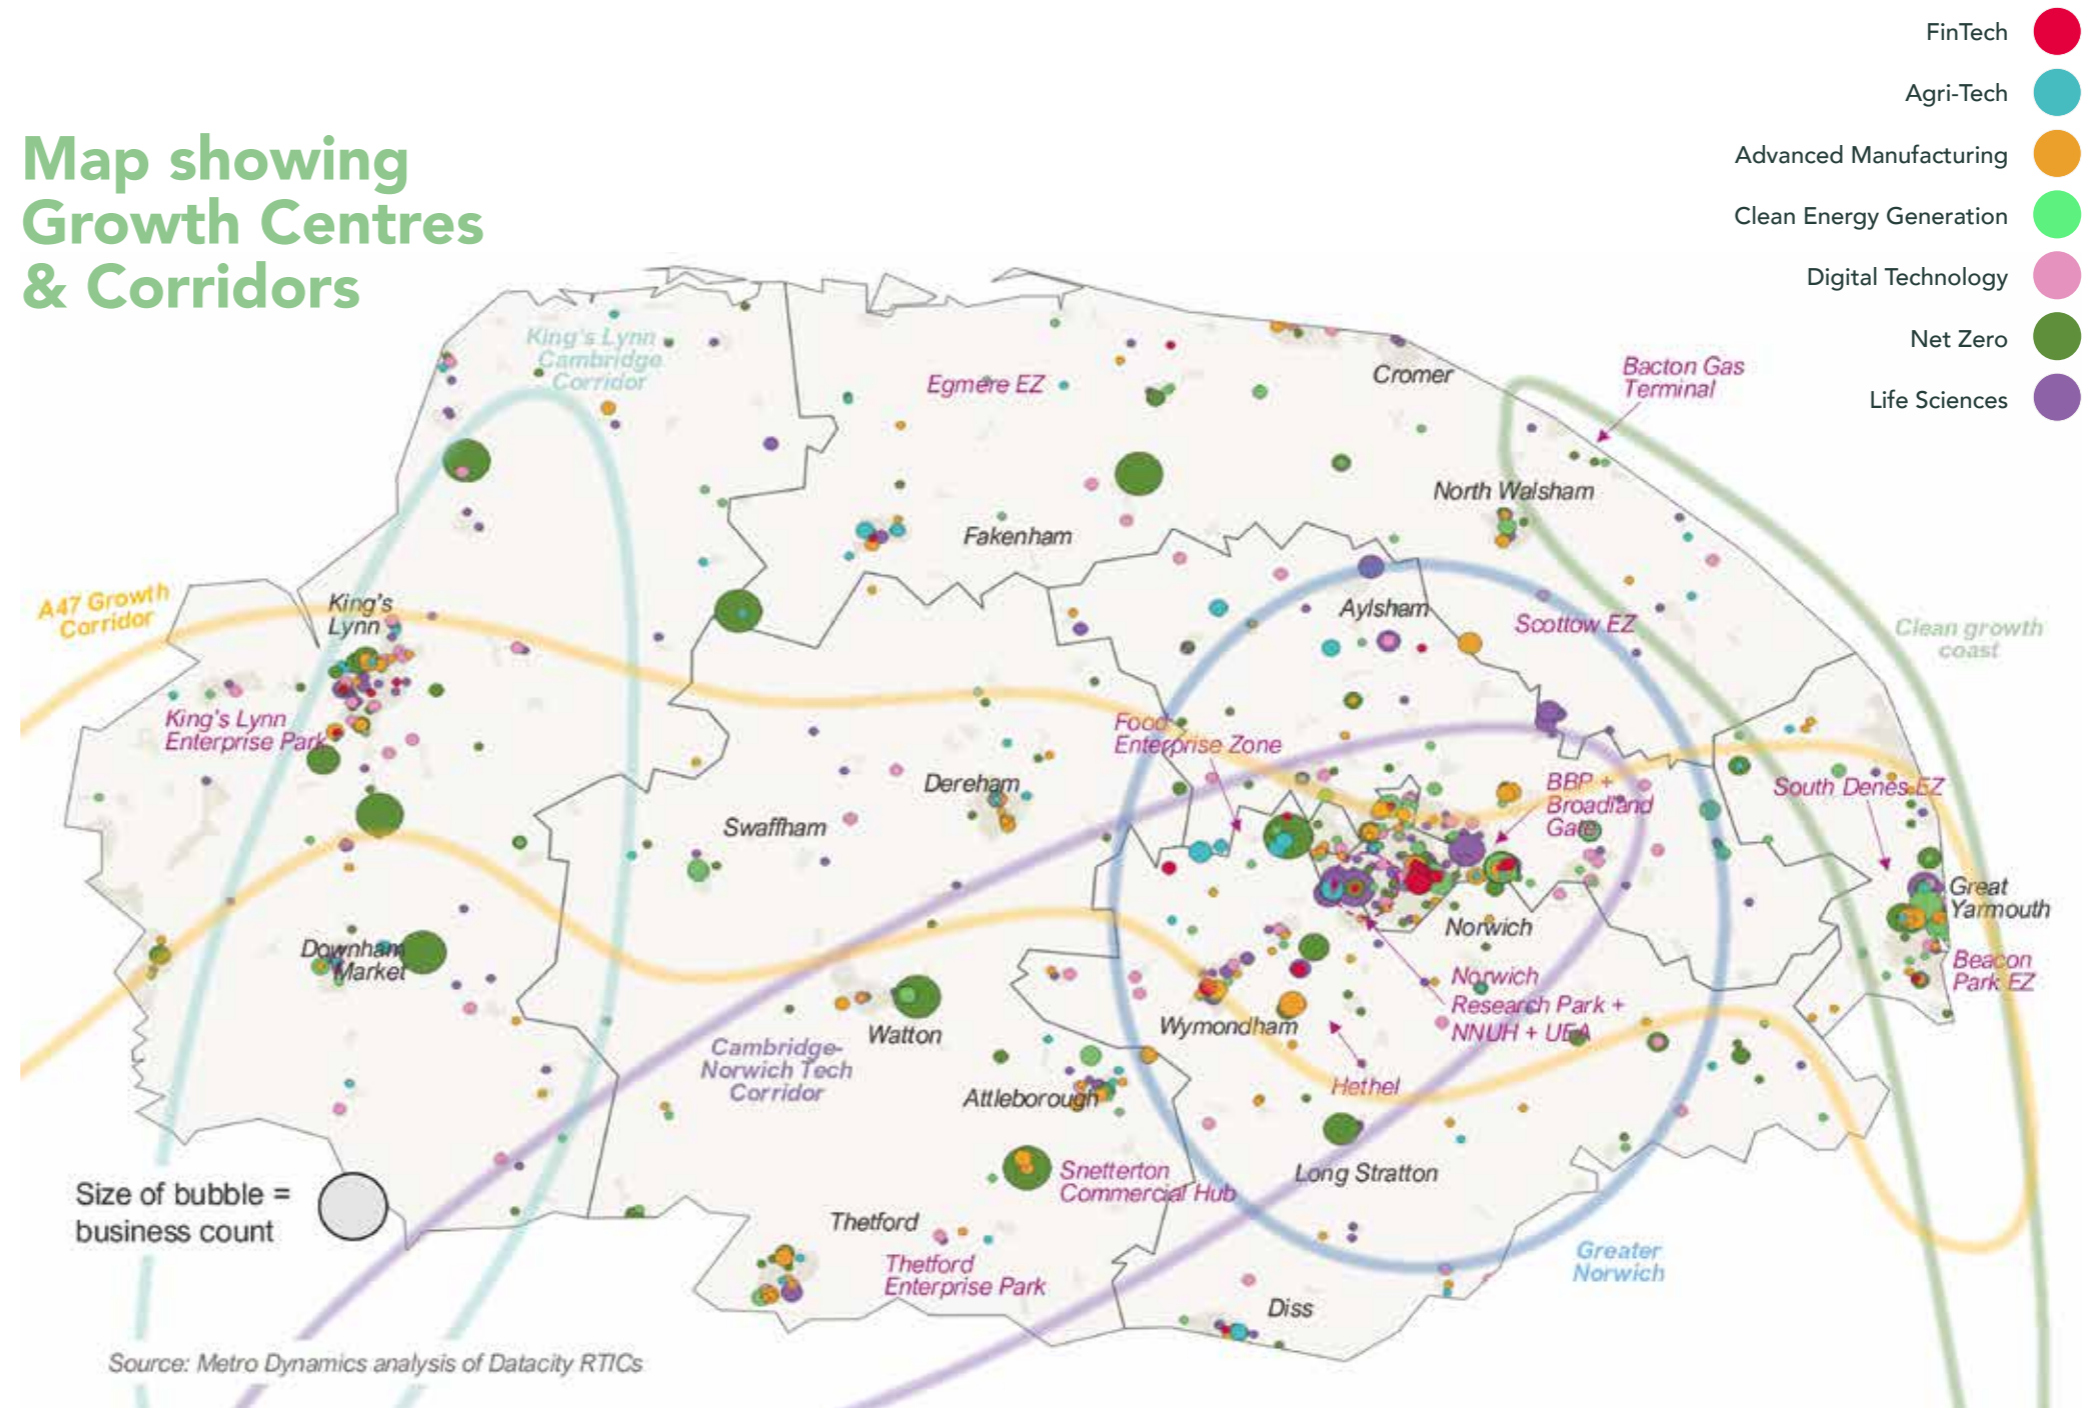 Map showing
Growth Centres
& Corridors
FinTech
Agri-Tech
Advanced Manufacturing
Clean Energy Generation
Digital Technology
Net Zero
Life Sciences
King's Lynn
Cambridge
Corridor
Egmere EZ
Cromer
Bacton Gas
Terminal
North Walsham
Fakenham
A47 Growth
Corridor
King's
Lynn
Aylsham
Scottow EZ
Clean growth
coast
King's Lynn
Enterprise Park
Food
Enterprise Zone
Dereham
Swaffham
BBP +
Broadland
Gate
South Denes EZ
Great
Yarmouth
Norwich
Downham
Market
Beacon
Park EZ
Norwich
Research Park +
NNUH + UEA
Wymondham
Watton
Cambridge-
Norwich Tech
Corridor
Hethel
Attleborough
Snetterton
Commercial Hub
Long Stratton
Size of bubble =
business count
Thetford
Thetford
Enterprise Park
Greater
Norwich
Diss
Source: Metro Dynamics analysis of Datacity RTICs